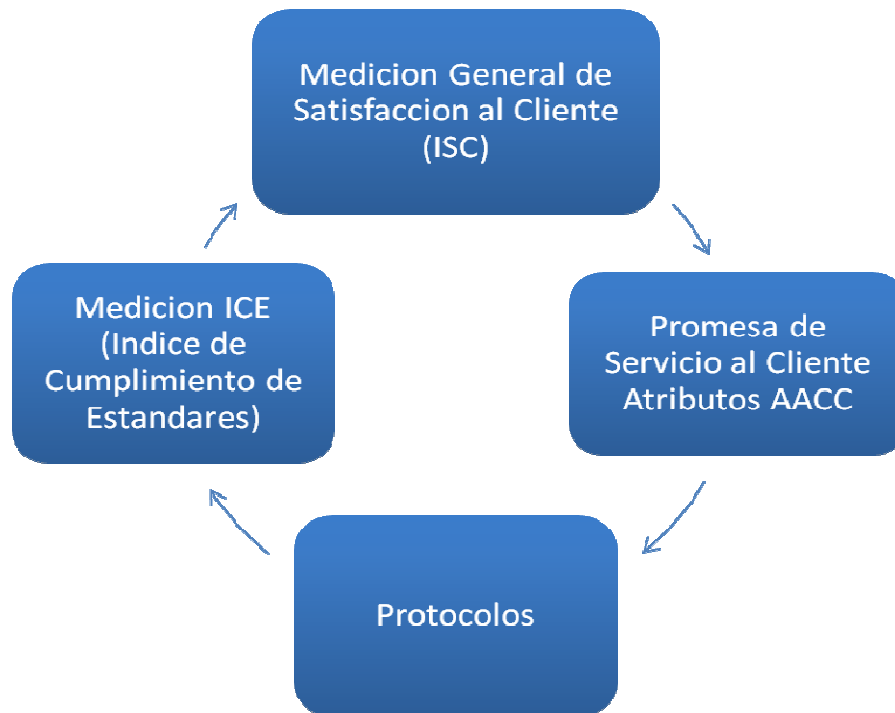 Medicion General de
Satisfaccion al Cliente
(ISC)
Promesa de
Servicio al Cliente
Atributos AACC
Protocolos
Medicion ICE
(Indice de
Cumplimiento de
Estandares)